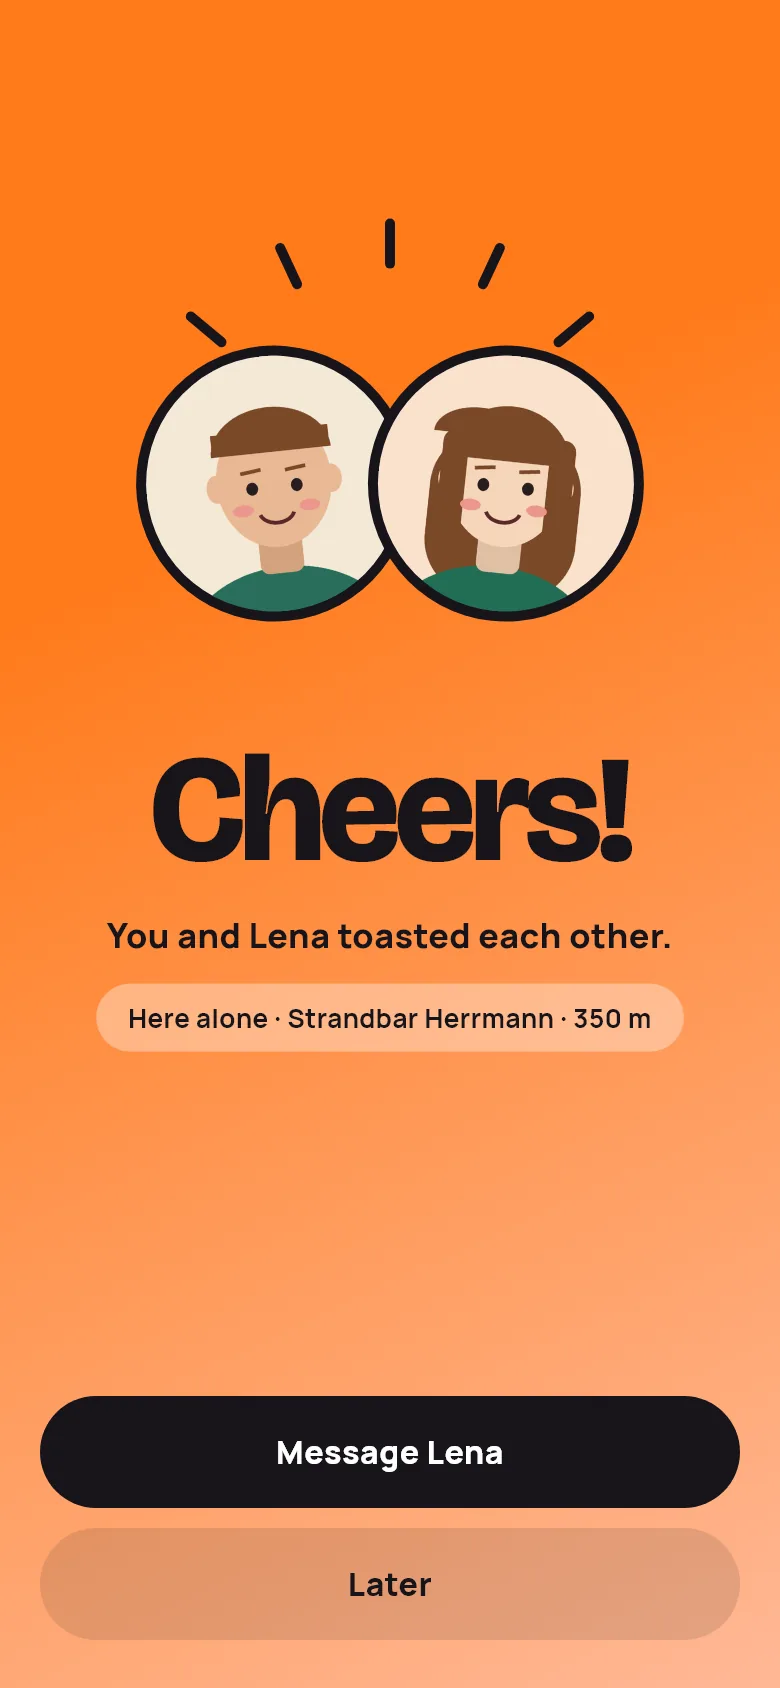 Cheers!
You and Lena toasted each other.
Here alone · Strandbar Herrmann · 350 m
Message Lena
Later